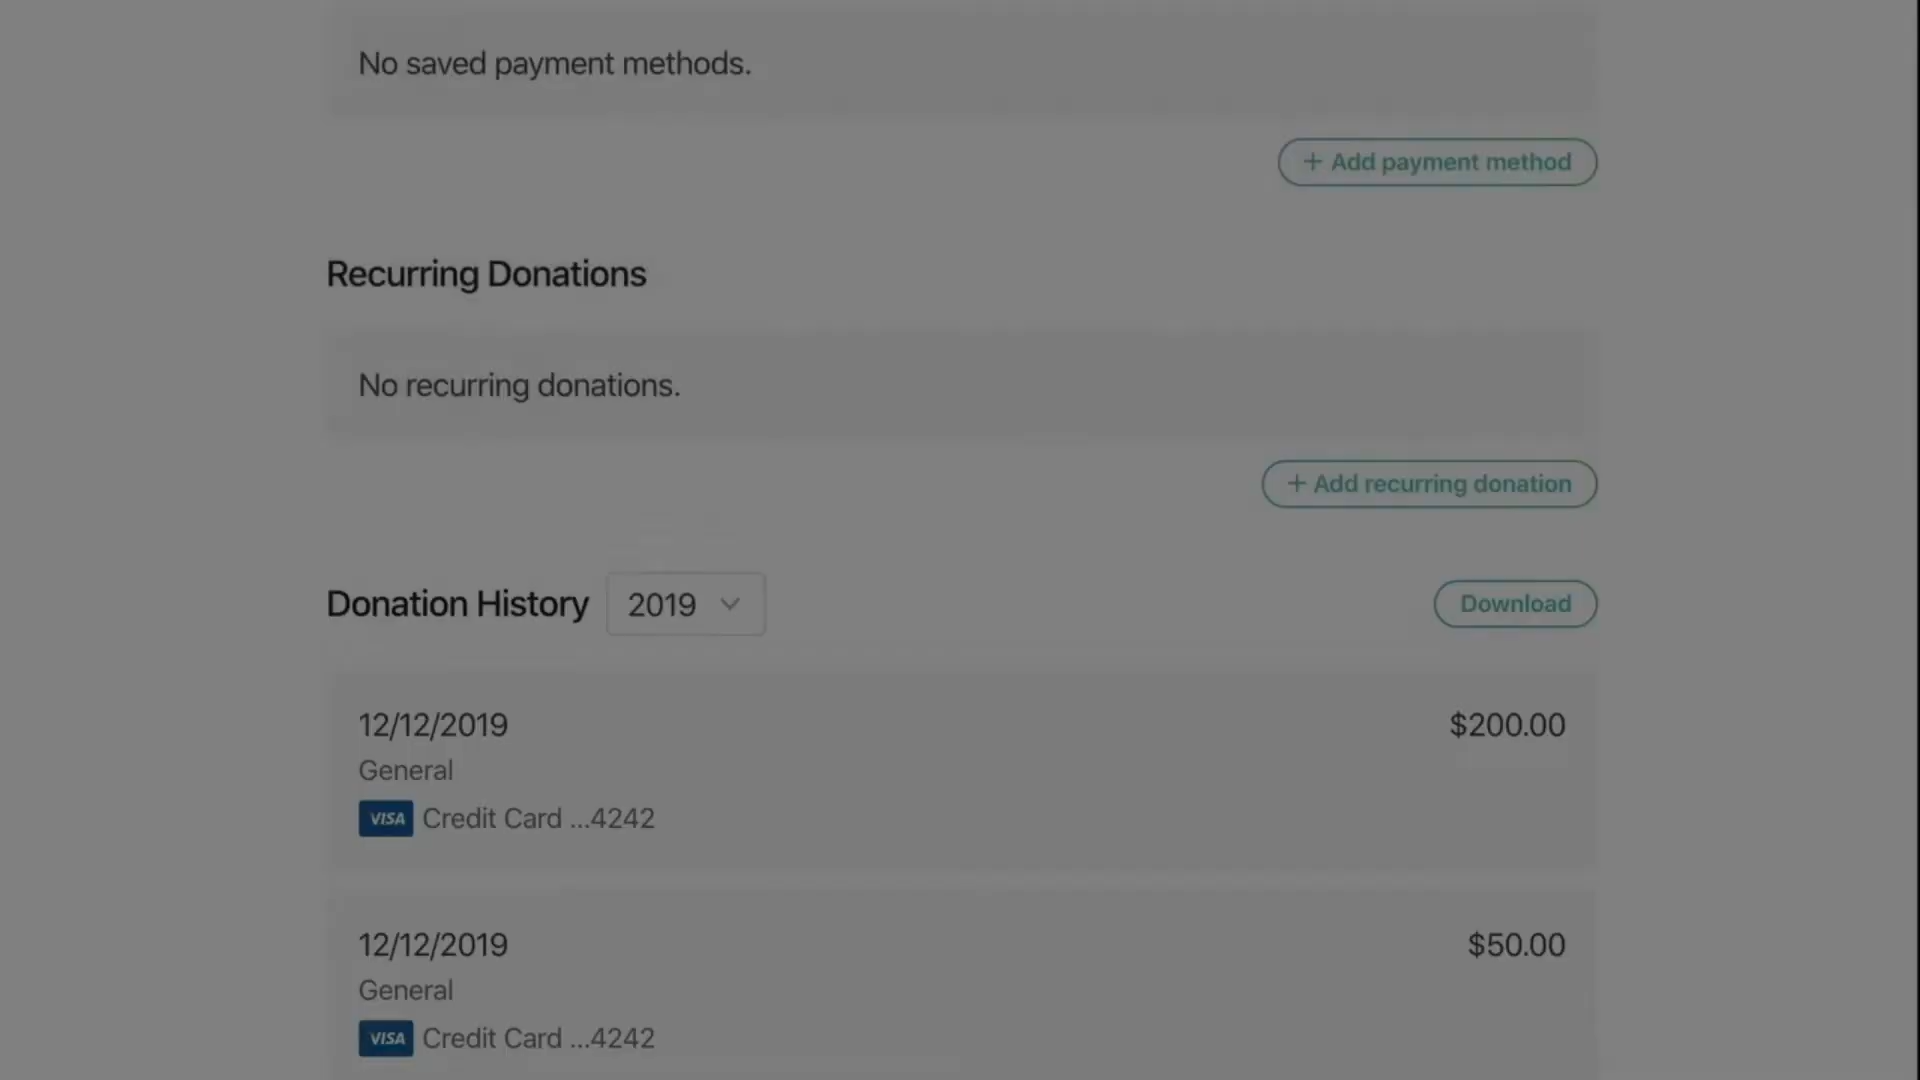 No saved payment methods.
+ Add payment method
Recurring Donations
No recurring donations.
+ Add recurring donation
Donation History 2019 Download
12/12/2019 $200.00
General
VISA Credit Card ...4242
12/12/2019 $50.00
General
VISA Credit Card ...4242